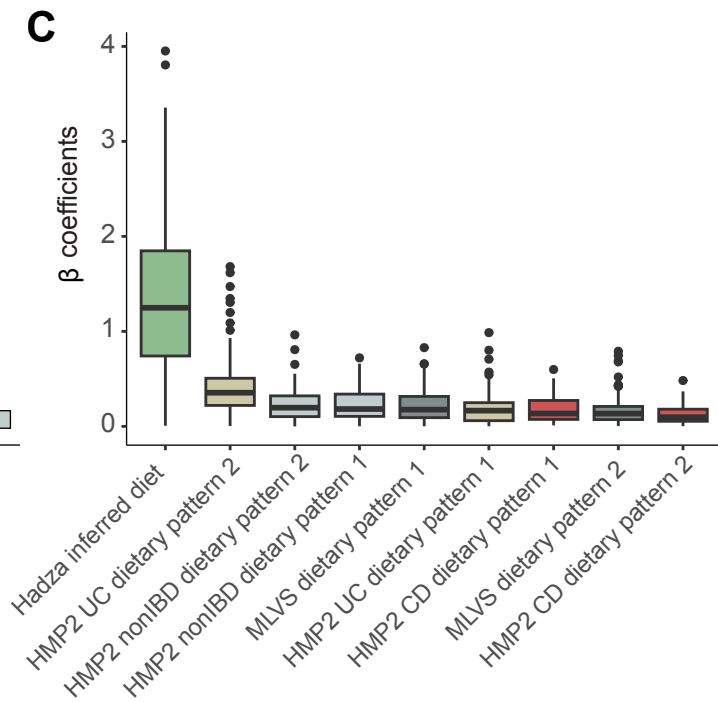 C
β coefficients
4
3
2
1
0
Hadza inferred diet
HMP2 UC dietary pattern 2
HMP2 nonIBD dietary pattern 2
HMP2 nonIBD dietary pattern 1
MLVS dietary pattern 1
HMP2 UC dietary pattern 1
HMP2 CD dietary pattern 1
MLVS dietary pattern 2
HMP2 CD dietary pattern 2